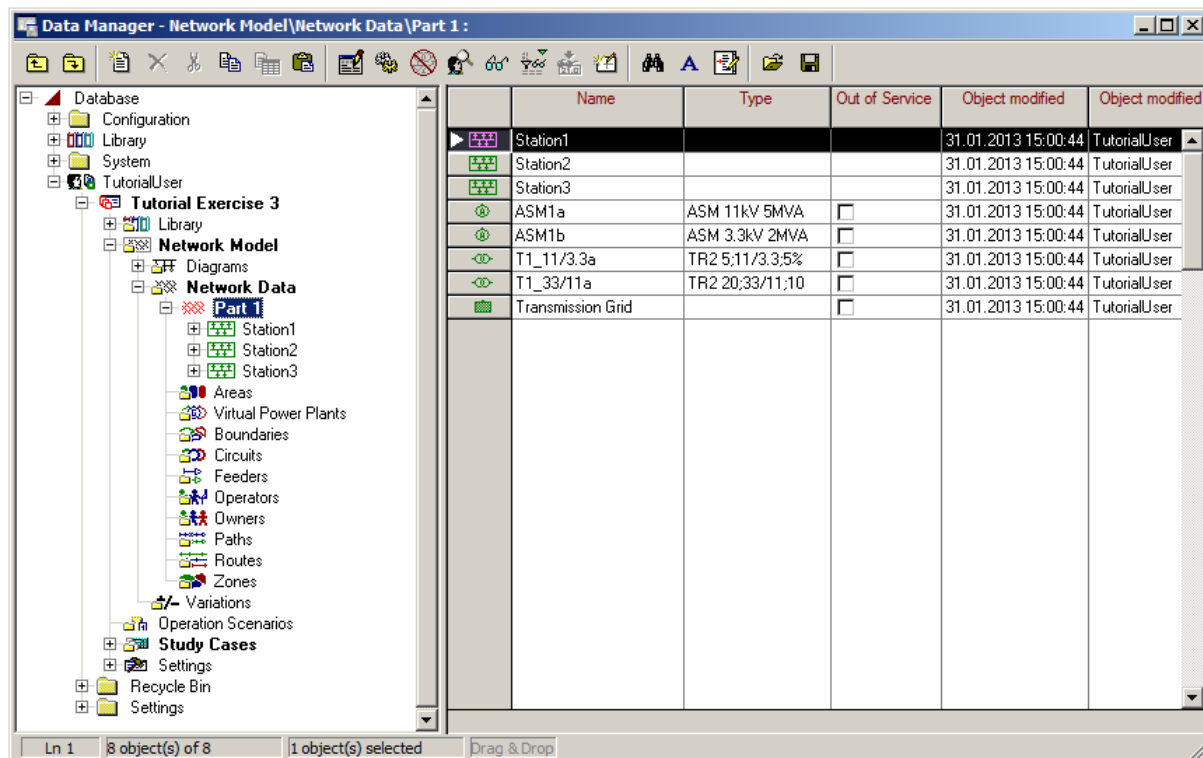 Data Manager - Network Model\Network Data\Part 1 :
Database
Configuration
Library
System
TutorialUser
Tutorial Exercise 3
Library
Network Model
Diagrams
Network Data
Part 1
Station1
Station2
Station3
Areas
Virtual Power Plants
Boundaries
Circuits
Feeders
Operators
Owners
Paths
Routes
Zones
Variations
Operation Scenarios
Study Cases
Settings
Recycle Bin
Settings
Name Type Out of Service Object modified Object modified
Station1 31.01.2013 15:00:44 TutorialUser
Station2 31.01.2013 15:00:44 TutorialUser
Station3 31.01.2013 15:00:44 TutorialUser
ASM1a ASM 11kV 5MVA 31.01.2013 15:00:44 TutorialUser
ASM1b ASM 3.3kV 2MVA 31.01.2013 15:00:44 TutorialUser
T1_11/3.3a TR2 5;11/3.3;5% 31.01.2013 15:00:44 TutorialUser
T1_33/11a TR2 20;33/11;10 31.01.2013 15:00:44 TutorialUser
Transmission Grid 31.01.2013 15:00:44 TutorialUser
Ln 1 8 object(s) of 8 1 object(s) selected Drag & Drop